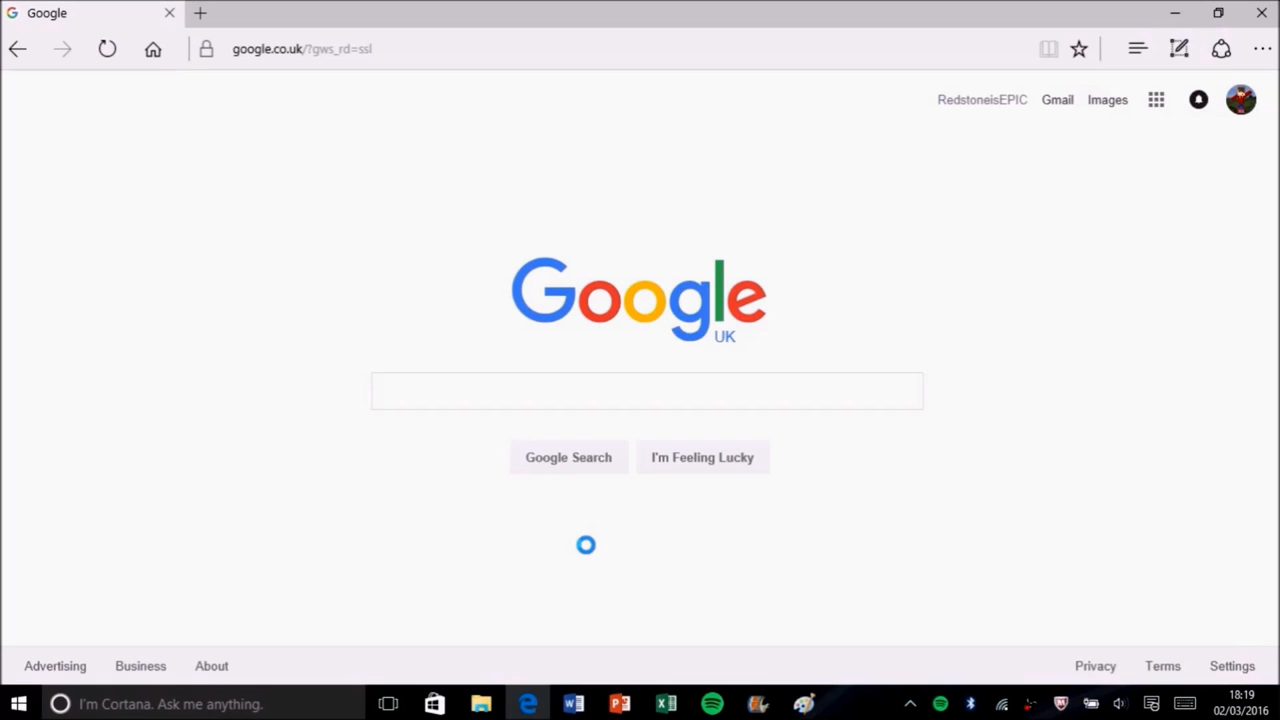 Google
google.co.uk/?gws_rd=ssl
RedstoneisEPIC Gmail Images
Google
UK
Google Search I'm Feeling Lucky
Advertising Business About Privacy Terms Settings
I'm Cortana. Ask me anything.
18:19
02/03/2016